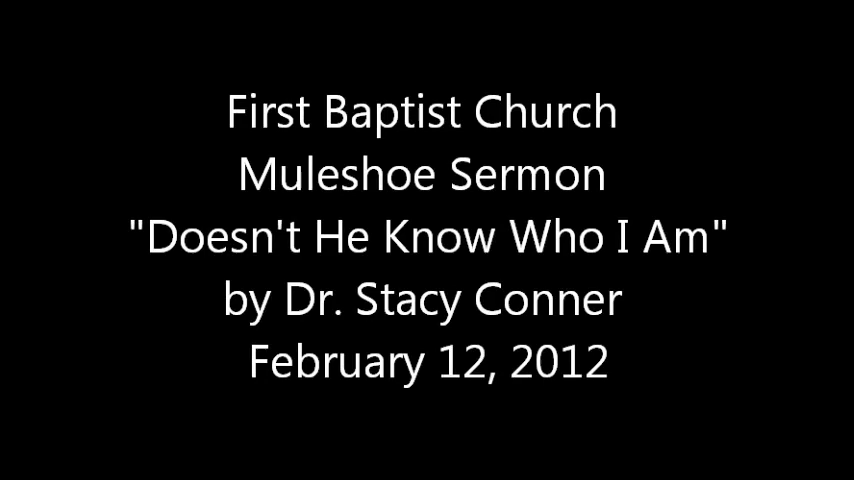 First Baptist Church
Muleshoe Sermon
"Doesn't He Know Who I Am"
by Dr. Stacy Conner
February 12, 2012